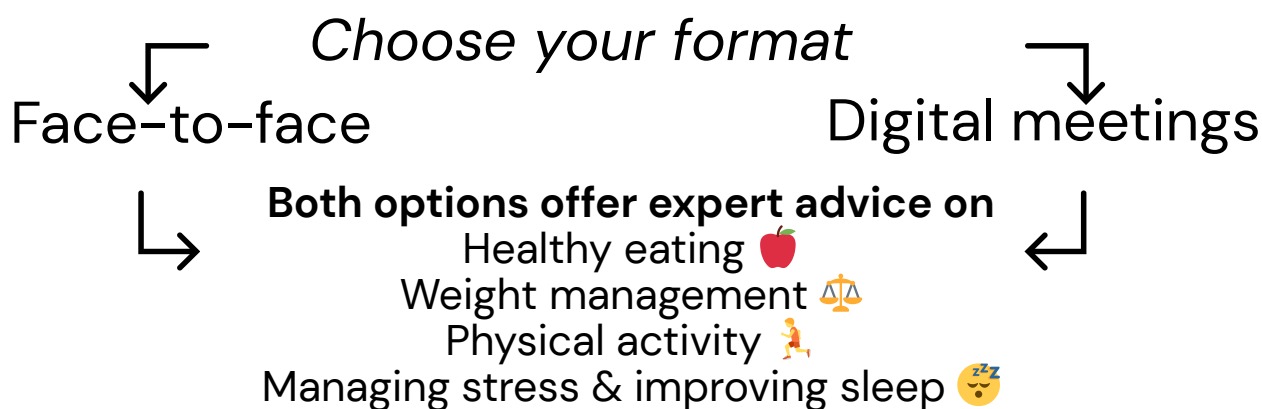 Choose your format
Face-to-face
Digital meetings
Both options offer expert advice on
Healthy eating 🍎
Weight management ⚖️
Physical activity 🏃
Managing stress & improving sleep 😴